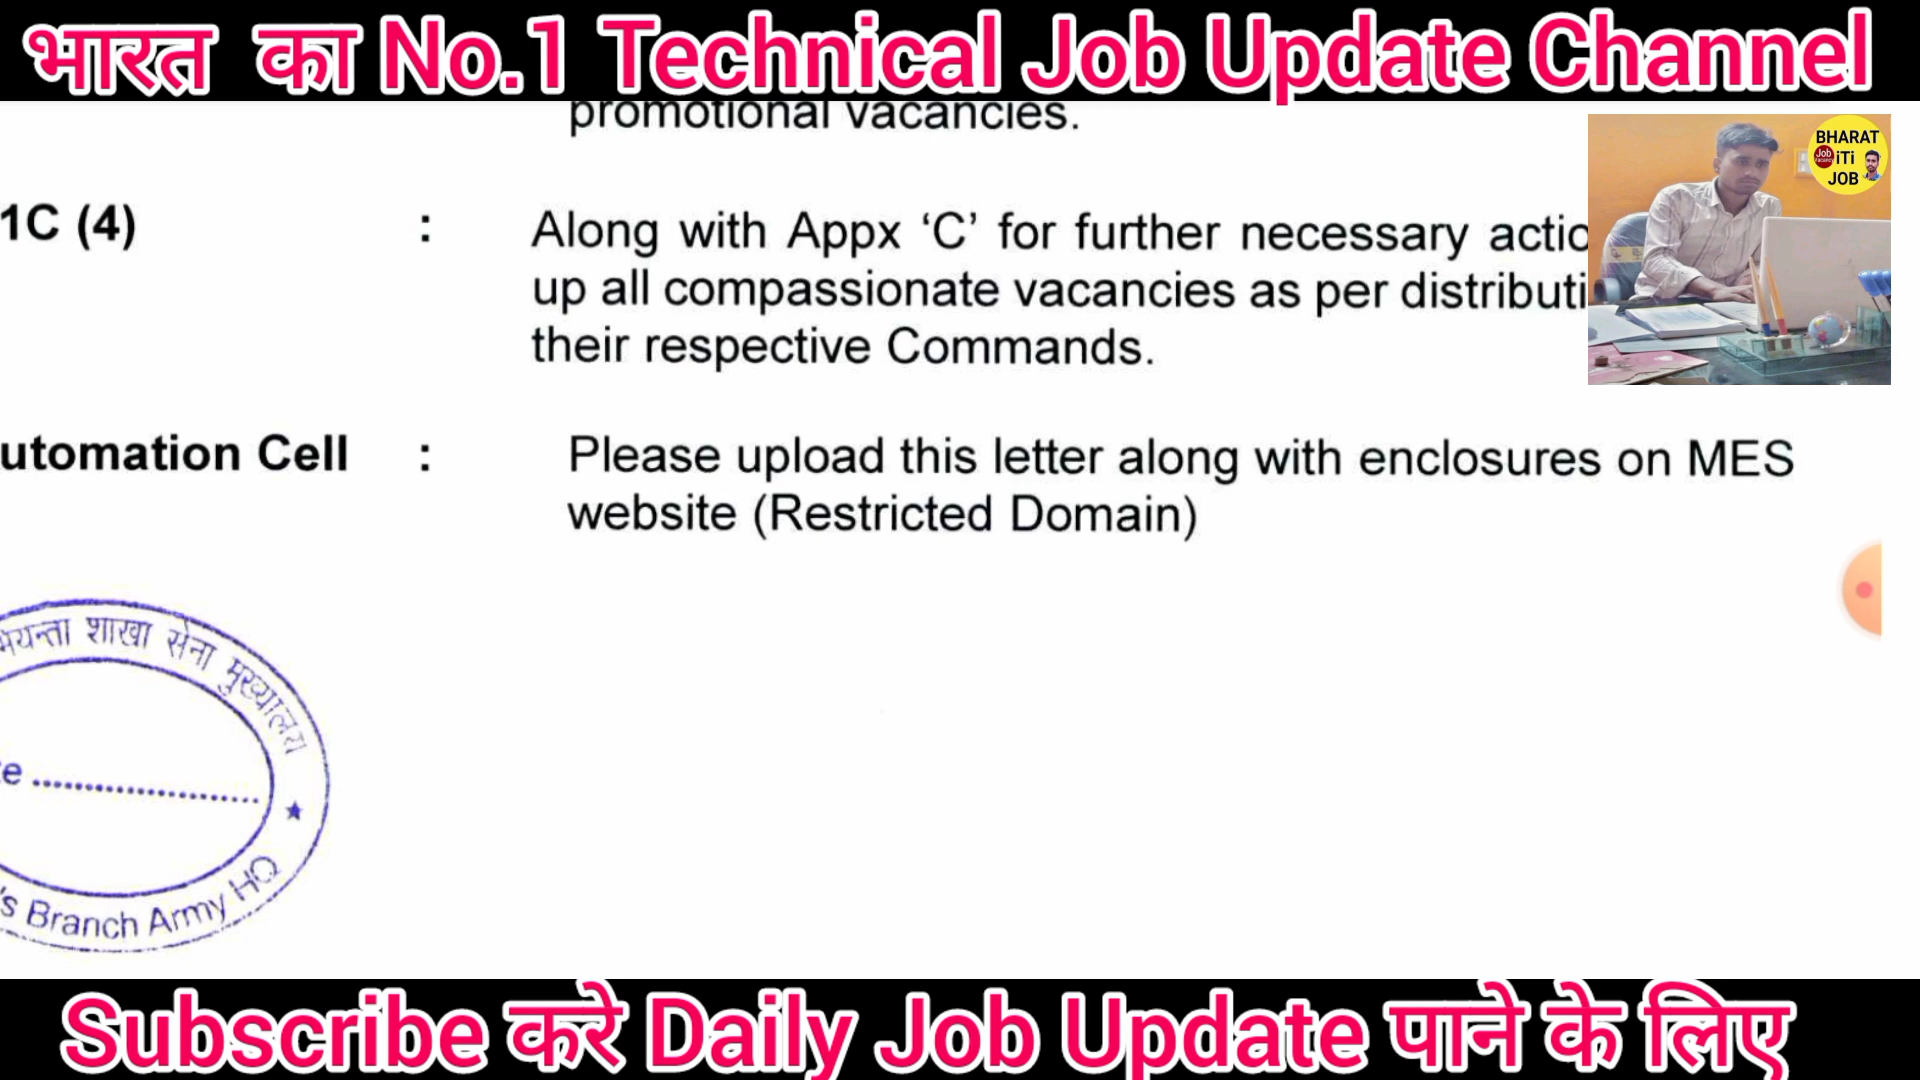 भारत का No.1 Technical Job Update Channel
promotional vacancies.
BHARAT
Job
iTi
JOB
1C (4) : Along with Appx ‘C’ for further necessary actio
up all compassionate vacancies as per distributi
their respective Commands.
utomation Cell : Please upload this letter along with enclosures on MES
website (Restricted Domain)
भियन्ता शाखा सेना मुख्यालय
e ........................
's Branch Army HQ
Subscribe करे Daily Job Update पाने के लिए